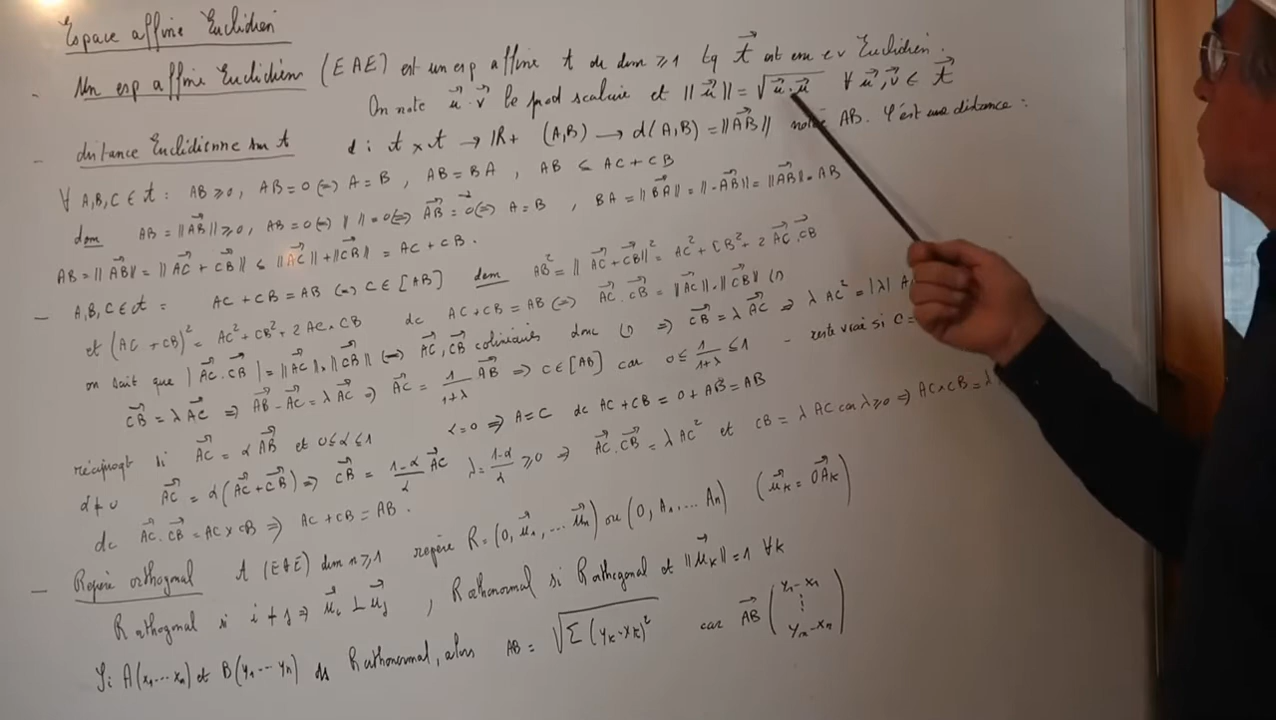 Espace affine Euclidien
- Un esp affine Euclidien (EAE) est un esp affine t de dim ≥ 1 tq t⃗ est un ev Euclidien.
On note u⃗·v⃗ le prod scalaire et ||u⃗|| = √(u⃗·u⃗) ∀ u⃗,v⃗ ∈ t⃗
- distance Euclidienne sur t d : t × t → IR+ (A,B) → d(A,B) = ||AB⃗|| notée AB. C'est une distance :
∀ A,B,C ∈ t : AB ≥ 0, AB = 0 (=) A = B, AB = BA, AB ≤ AC + CB
dem AB = ||AB⃗|| ≥ 0, AB = 0 (=) || || = 0 (=) AB⃗ = 0⃗ (=) A = B, BA = ||BA⃗|| = ||-AB⃗|| = ||AB⃗|| = AB
AB = ||AB⃗|| = ||AC⃗ + CB⃗|| ≤ ||AC⃗|| + ||CB⃗|| = AC + CB.
- A,B,C ∈ t : AC + CB = AB (=) C ∈ [AB] dem AB² = ||AC⃗ + CB⃗||² = AC² + CB² + 2 AC⃗.CB⃗
et (AC + CB)² = AC² + CB² + 2 AC × CB dc AC + CB = AB (=) AC⃗.CB⃗ = ||AC⃗|| × ||CB⃗|| (1)
on sait que |AC⃗.CB⃗| = ||AC⃗|| × ||CB⃗|| (=) AC⃗, CB⃗ colinéaires donc (1) ⇒ CB⃗ = λ AC⃗ ⇒ λ AC² = |λ| A
CB⃗ = λ AC⃗ ⇒ AB⃗ - AC⃗ = λ AC⃗ ⇒ AC⃗ = 1/(1+λ) AB⃗ ⇒ C ∈ [AB] car 0 ≤ 1/(1+λ) ≤ 1 - reste vrai si C =
réciproqt si AC⃗ = α AB⃗ et 0 ≤ α ≤ 1 α = 0 ⇒ A = C dc AC + CB = 0 + AB = AB
α ≠ 0 AC⃗ = α(AC⃗ + CB⃗) ⇒ CB⃗ = (1-α)/α AC⃗ λ = (1-α)/α ≥ 0 ⇒ AC⃗.CB⃗ = λ AC² et CB = λ AC car λ ≥ 0 ⇒ AC × CB = λ
dc AC⃗.CB⃗ = AC × CB ⇒ AC + CB = AB.
- Repère orthogonal A (EAE) dim n ≥ 1 repère R = (O, u⃗₁, ... u⃗ₙ) ou (O, A₁, ... Aₙ) (u⃗ₖ = OA⃗ₖ)
R orthogonal si i ≠ j ⇒ u⃗ᵢ ⊥ u⃗ⱼ, R orthonormal si R orthogonal et ||u⃗ₖ|| = 1 ∀k
Si A(x₁ ... xₙ) et B(y₁ ... yₙ) ds R orthonormal, alors AB = √(Σ(yₖ - xₖ)²) car AB⃗ (y₁ - x₁ ⋮ yₙ - xₙ)